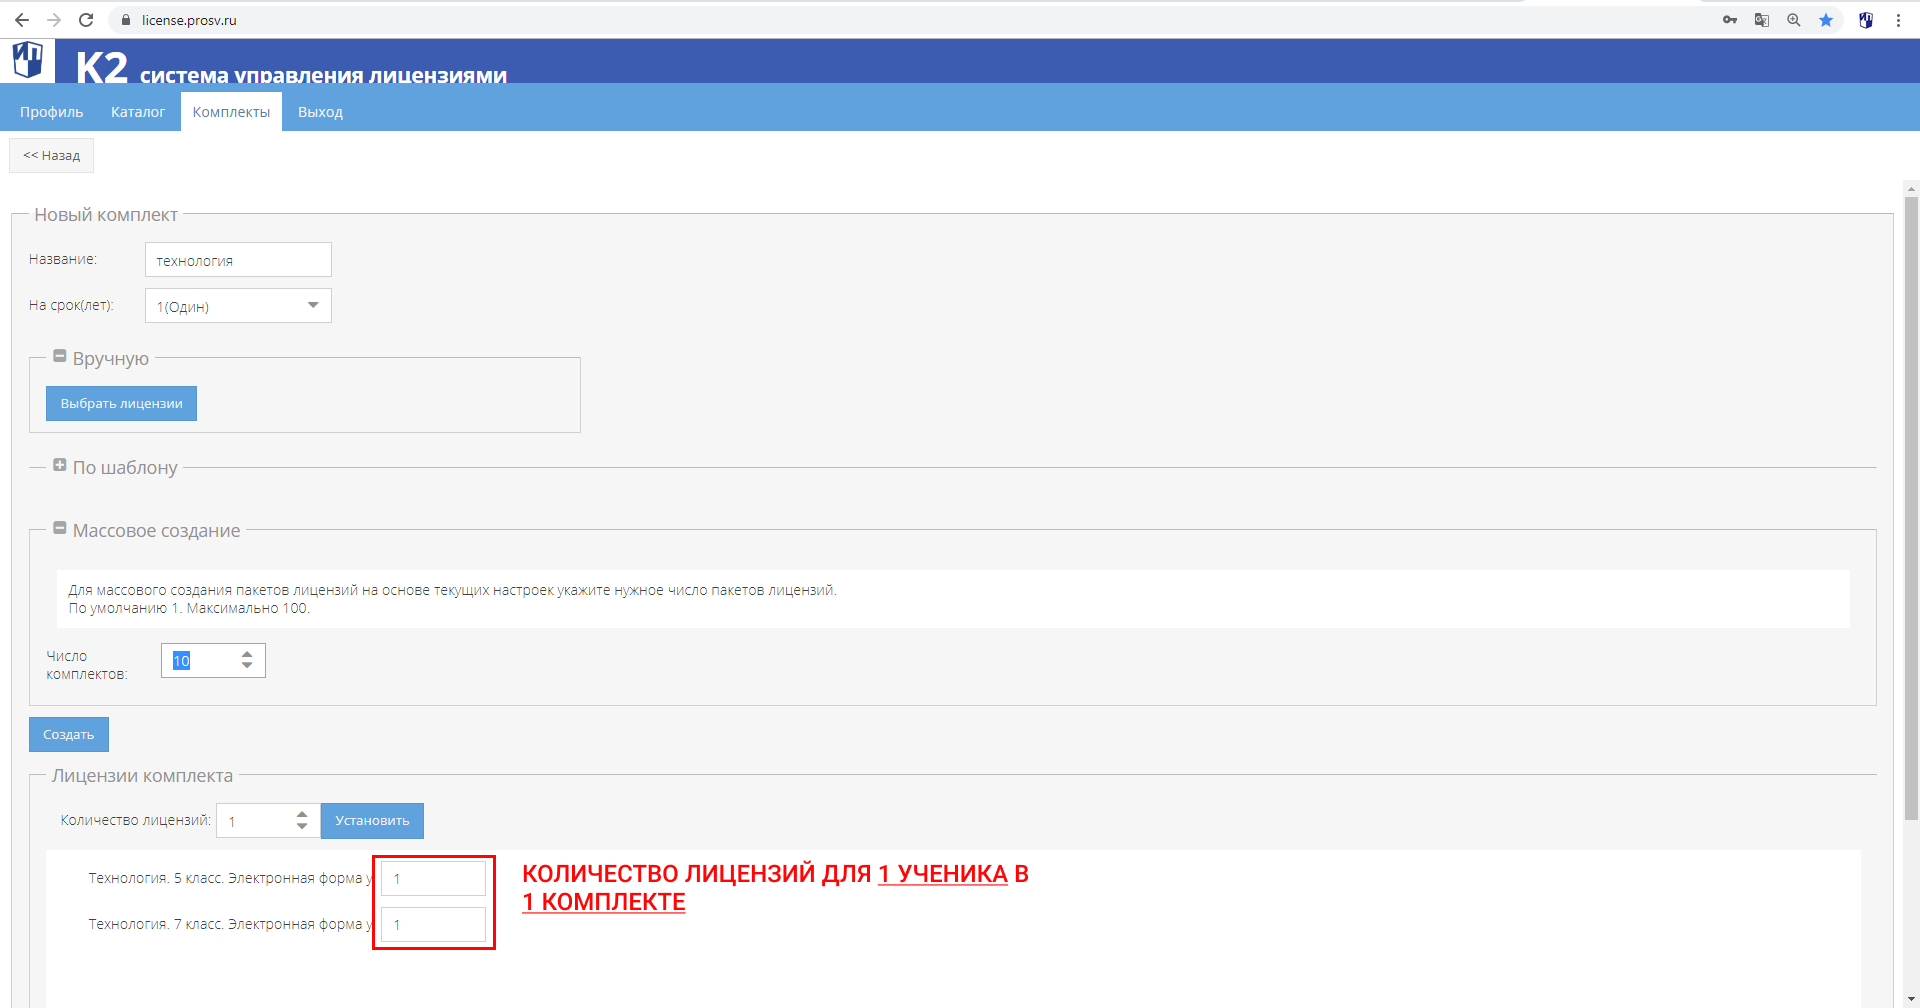 license.prosv.ru
ИП
K2 система управления лицензиями
Профиль Каталог Комплекты Выход
<< Назад
Новый комплект
Название: технология
На срок(лет): 1(Один)
Вручную
Выбрать лицензии
По шаблону
Массовое создание
Для массового создания пакетов лицензий на основе текущих настроек укажите нужное число пакетов лицензий.
По умолчанию 1. Максимально 100.
Число
комплектов: 10
Создать
Лицензии комплекта
Количество лицензий: 1 Установить
Технология. 5 класс. Электронная форма у 1
Технология. 7 класс. Электронная форма у 1
КОЛИЧЕСТВО ЛИЦЕНЗИЙ ДЛЯ 1 УЧЕНИКА В
1 КОМПЛЕКТЕ